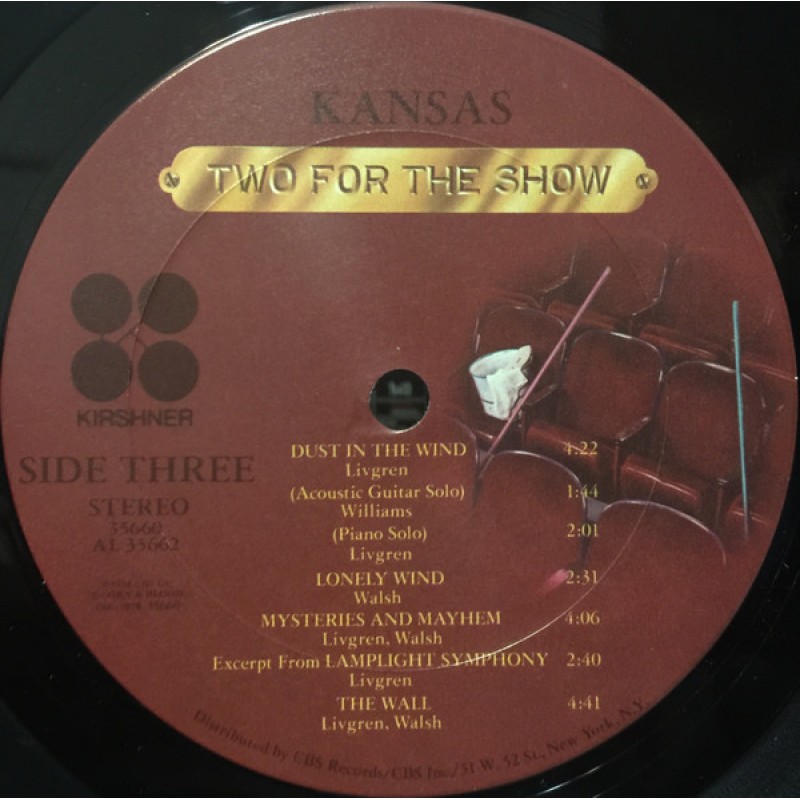 KANSAS
TWO FOR THE SHOW
KIRSHNER
SIDE THREE
STEREO
35660
AL 35662
DUST IN THE WIND 4:22
Livgren
(Acoustic Guitar Solo) 1:44
Williams
(Piano Solo) 2:01
Livgren
LONELY WIND 2:31
Walsh
MYSTERIES AND MAYHEM 4:06
Livgren, Walsh
Excerpt From LAMPLIGHT SYMPHONY 2:40
Livgren
THE WALL 4:41
Livgren, Walsh
Distributed by CBS Records/CBS Inc/51 W. 52 St., New York, N.Y.